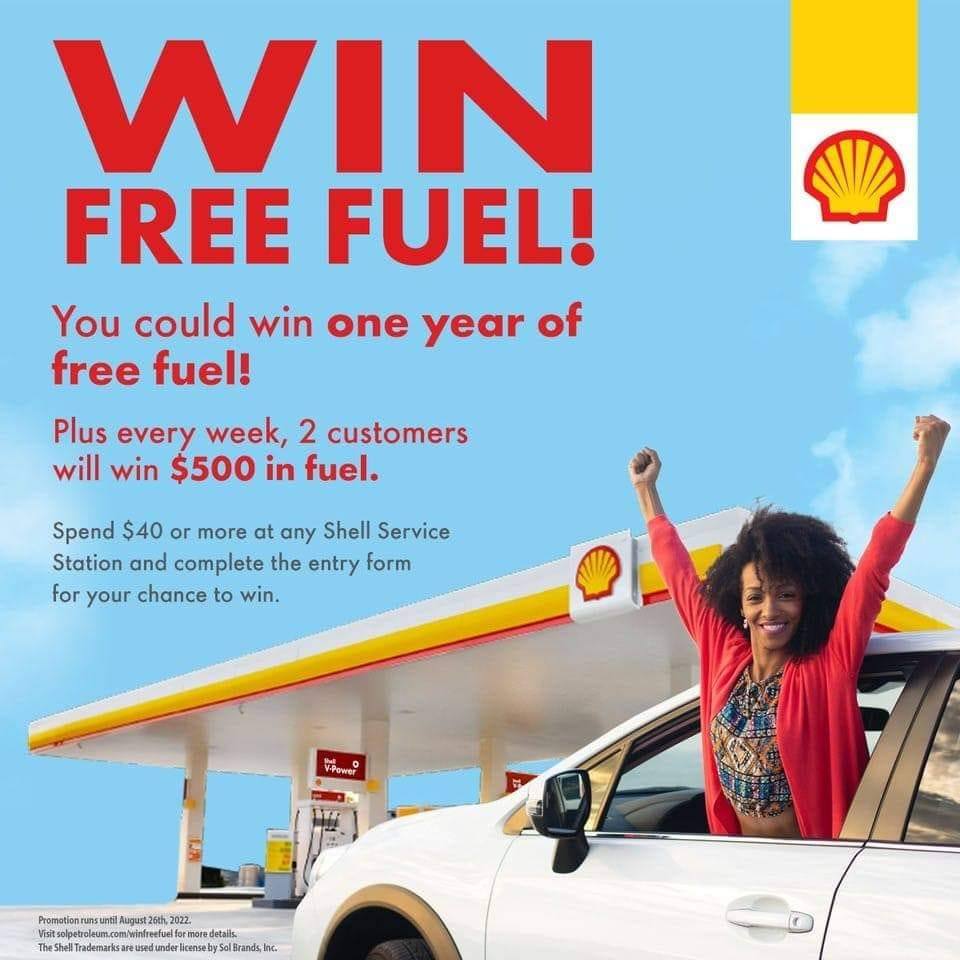 WIN
FREE FUEL!
You could win one year of
free fuel!
Plus every week, 2 customers
will win $500 in fuel.
Spend $40 or more at any Shell Service
Station and complete the entry form
for your chance to win.
Shell
V-Power
Promotion runs until August 26th, 2022.
Visit solpetroleum.com/winfreefuel for more details.
The Shell Trademarks are used under license by Sol Brands, Inc.